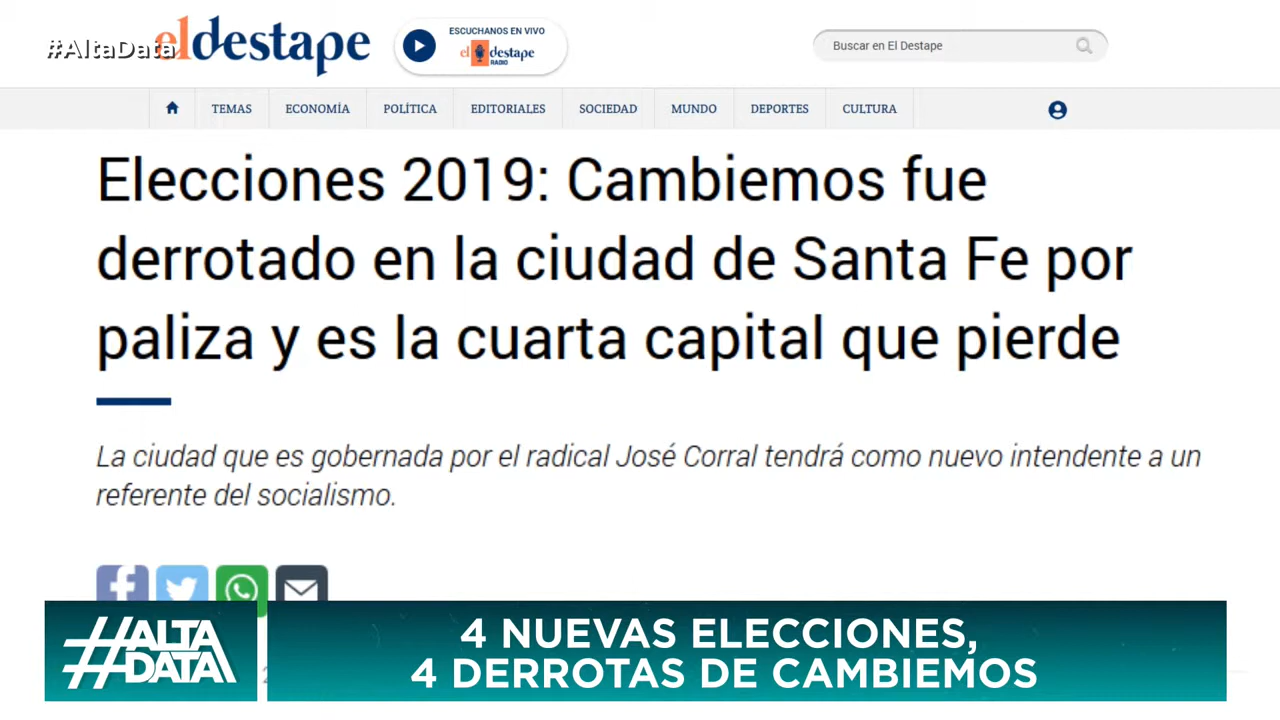 #AltaData
el destape
ESCUCHANOS EN VIVO
el destape
RADIO
Buscar en El Destape
TEMAS
ECONOMÍA
POLÍTICA
EDITORIALES
SOCIEDAD
MUNDO
DEPORTES
CULTURA
Elecciones 2019: Cambiemos fue
derrotado en la ciudad de Santa Fe por
paliza y es la cuarta capital que pierde
La ciudad que es gobernada por el radical José Corral tendrá como nuevo intendente a un
referente del socialismo.
#ALTA
DATA
4 NUEVAS ELECCIONES,
4 DERROTAS DE CAMBIEMOS